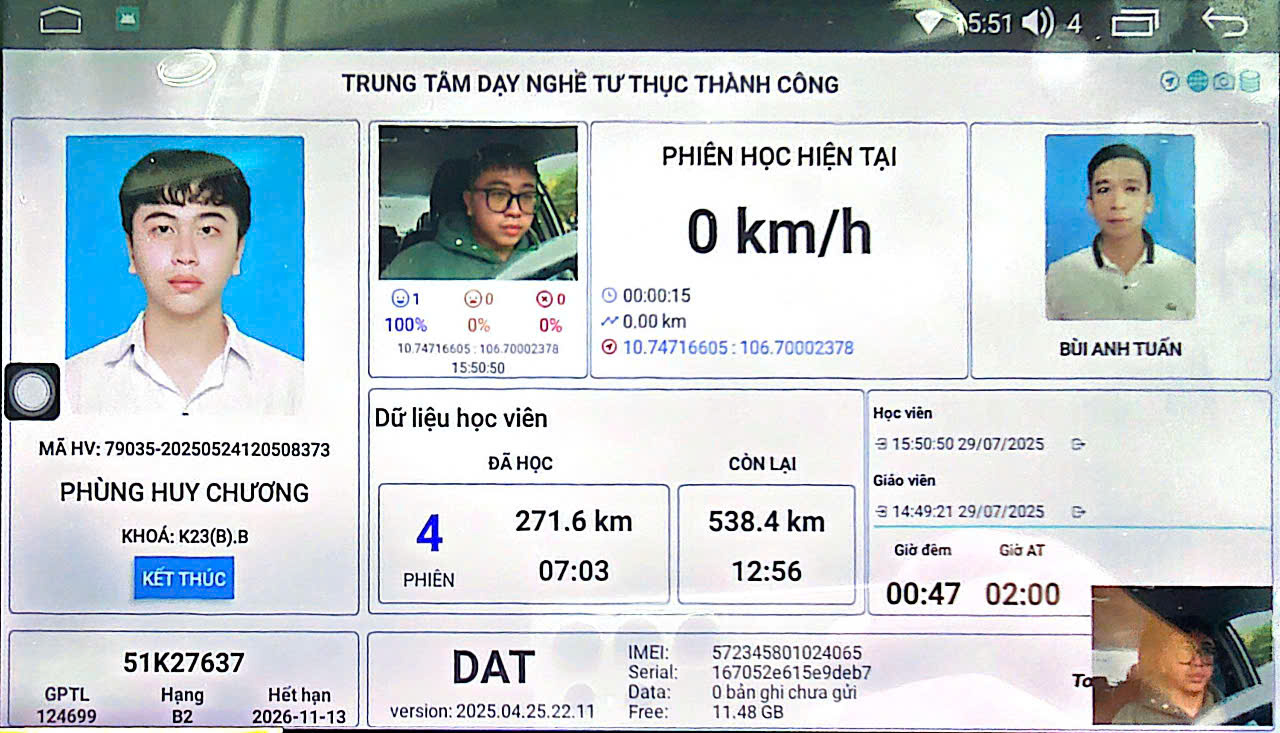 15:51 4
TRUNG TÂM DẠY NGHỀ TƯ THỤC THÀNH CÔNG
MÃ HV: 79035-20250524120508373
PHÙNG HUY CHƯƠNG
KHOÁ: K23(B).B
KẾT THÚC
1 0 0
100% 0% 0%
10.74716605 : 106.70002378
15:50:50
PHIÊN HỌC HIỆN TẠI
0 km/h
00:00:15
0.00 km
10.74716605 : 106.70002378
BÙI ANH TUẤN
Dữ liệu học viên
ĐÃ HỌC CÒN LẠI
4 271.6 km 538.4 km
PHIÊN 07:03 12:56
Học viên
15:50:50 29/07/2025
Giáo viên
14:49:21 29/07/2025
Giờ đêm Giờ AT
00:47 02:00
51K27637
GPTL Hạng Hết hạn
124699 B2 2026-11-13
DAT
version: 2025.04.25.22.11
IMEI: 572345801024065
Serial: 167052e615e9deb7
Data: 0 bản ghi chưa gửi
Free: 11.48 GB